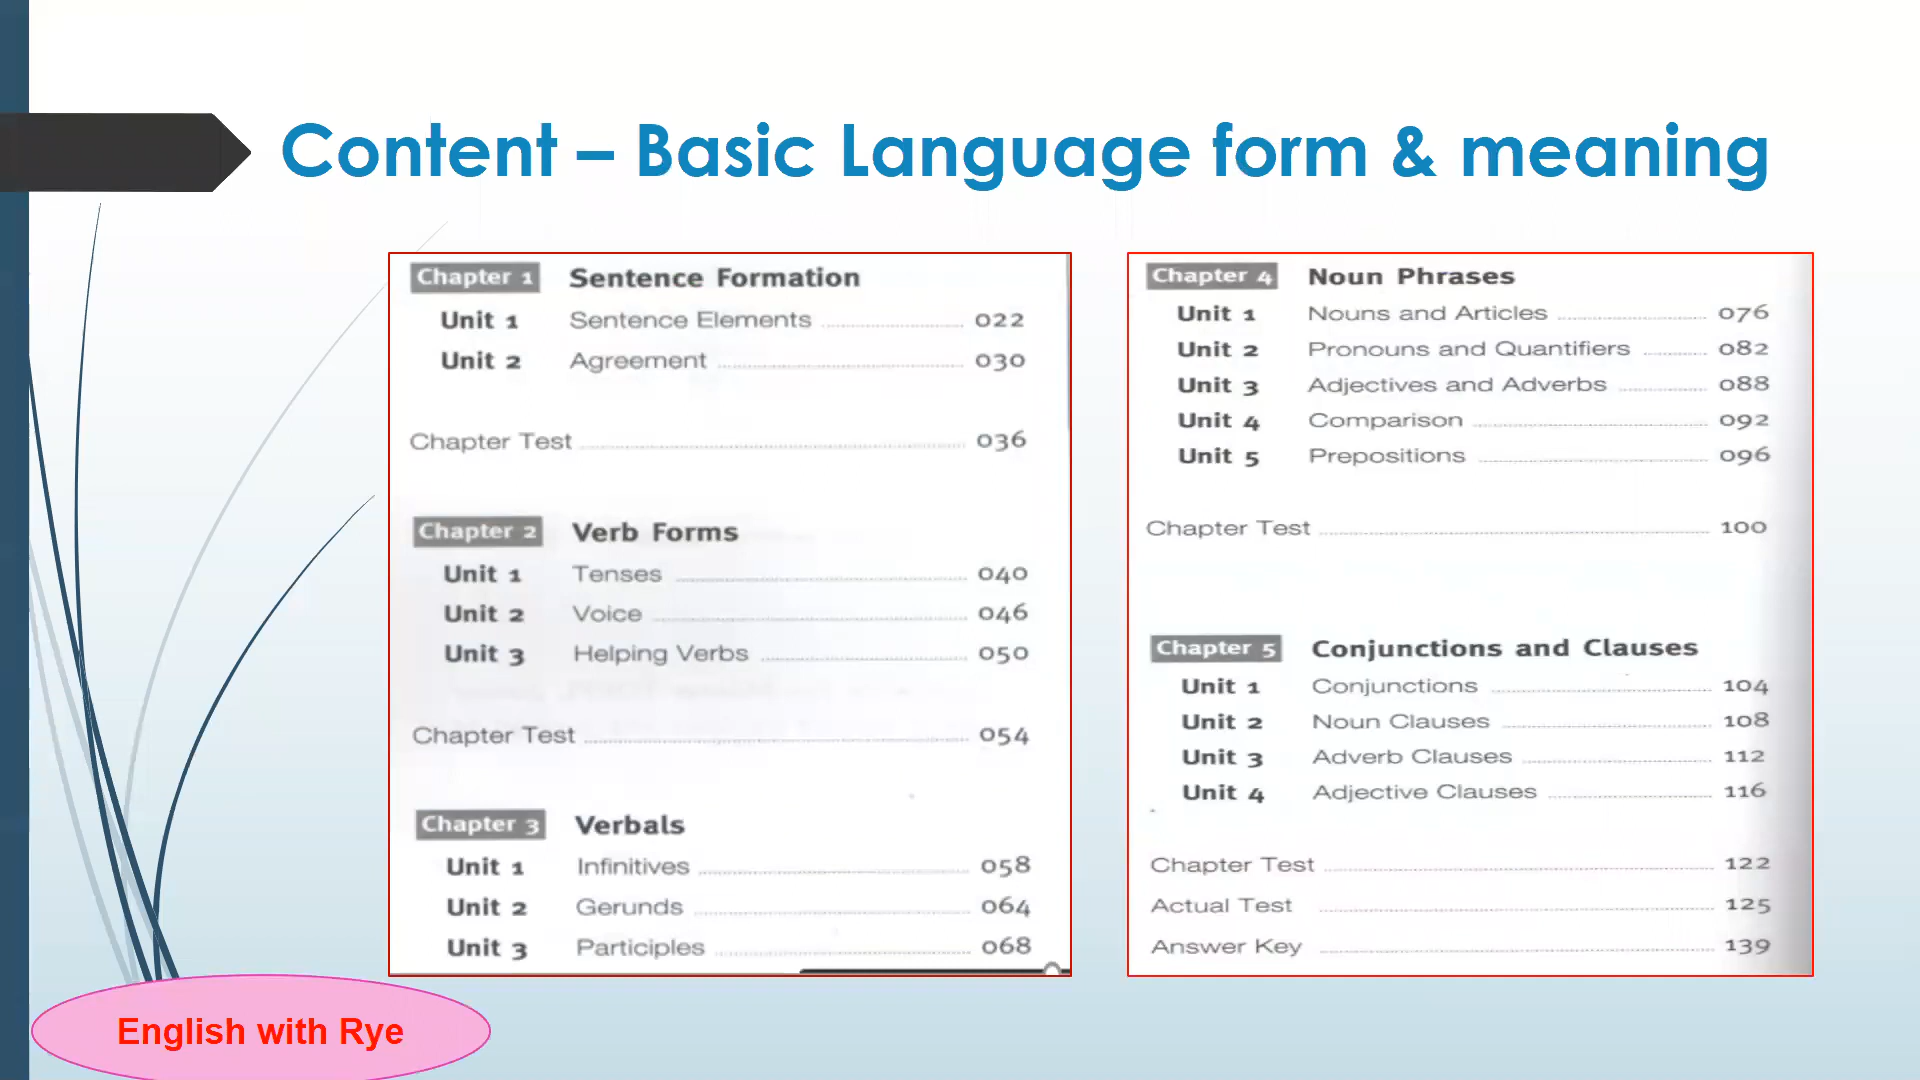 Content – Basic Language form & meaning
Chapter 1 Sentence Formation
Unit 1 Sentence Elements 022
Unit 2 Agreement 030
Chapter Test 036
Chapter 2 Verb Forms
Unit 1 Tenses 040
Unit 2 Voice 046
Unit 3 Helping Verbs 050
Chapter Test 054
Chapter 3 Verbals
Unit 1 Infinitives 058
Unit 2 Gerunds 064
Unit 3 Participles 068
Chapter 4 Noun Phrases
Unit 1 Nouns and Articles 076
Unit 2 Pronouns and Quantifiers 082
Unit 3 Adjectives and Adverbs 088
Unit 4 Comparison 092
Unit 5 Prepositions 096
Chapter Test 100
Chapter 5 Conjunctions and Clauses
Unit 1 Conjunctions 104
Unit 2 Noun Clauses 108
Unit 3 Adverb Clauses 112
Unit 4 Adjective Clauses 116
Chapter Test 122
Actual Test 125
Answer Key 139
English with Rye